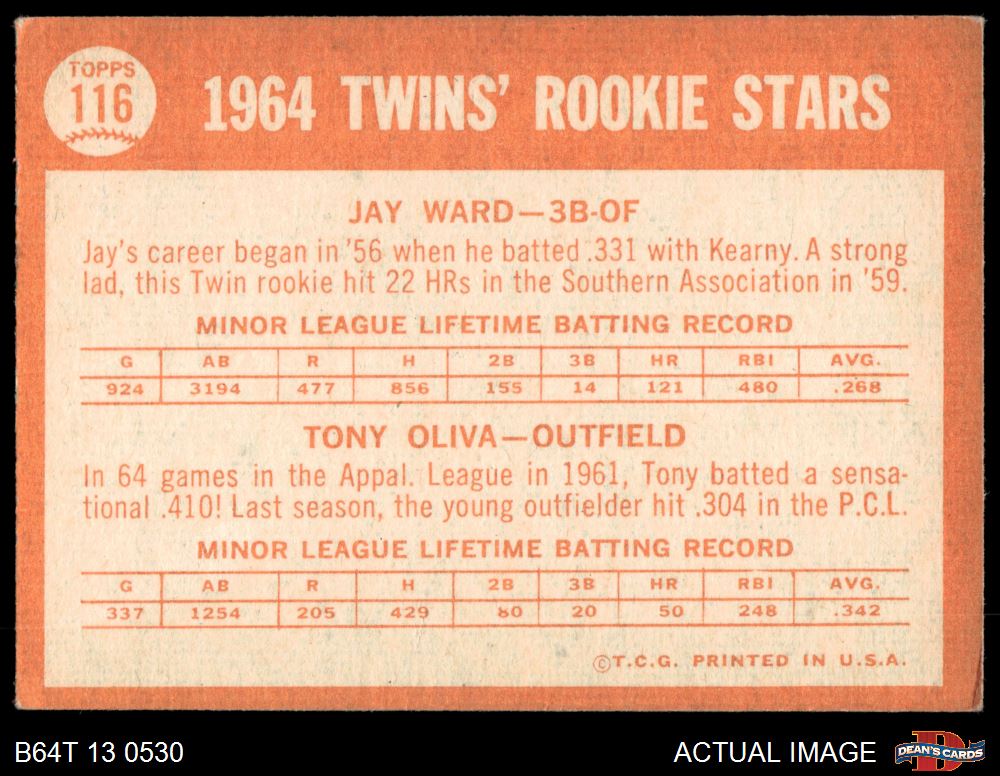 TOPPS
116
1964 TWINS' ROOKIE STARS
JAY WARD—3B-OF
Jay's career began in '56 when he batted .331 with Kearny. A strong
lad, this Twin rookie hit 22 HRs in the Southern Association in '59.
MINOR LEAGUE LIFETIME BATTING RECORD
G AB R H 2B 3B HR RBI AVG.
924 3194 477 856 155 14 121 480 .268
TONY OLIVA—OUTFIELD
In 64 games in the Appal. League in 1961, Tony batted a sensa-
tional .410! Last season, the young outfielder hit .304 in the P.C.L.
MINOR LEAGUE LIFETIME BATTING RECORD
G AB R H 2B 3B HR RBI AVG.
337 1254 205 429 80 20 50 248 .342
©T.C.G. PRINTED IN U.S.A.
B64T 13 0530
ACTUAL IMAGE
DEAN'S CARDS